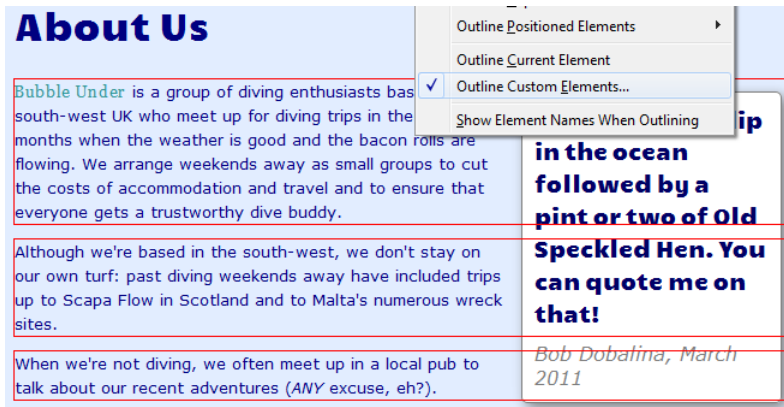 About Us
Outline Positioned Elements
Outline Current Element
Outline Custom Elements...
Show Element Names When Outlining
Bubble Under is a group of diving enthusiasts
south-west UK who meet up for diving trips in the
months when the weather is good and the bacon rolls are
flowing. We arrange weekends away as small groups to cut
the costs of accommodation and travel and to ensure that
everyone gets a trustworthy dive buddy.
Although we're based in the south-west, we don't stay on
our own turf: past diving weekends away have included trips
up to Scapa Flow in Scotland and to Malta's numerous wreck
sites.
When we're not diving, we often meet up in a local pub to
talk about our recent adventures (ANY excuse, eh?).
in the ocean
followed by a
pint or two of Old
Speckled Hen. You
can quote me on
that!
Bob Dobalina, March
2011